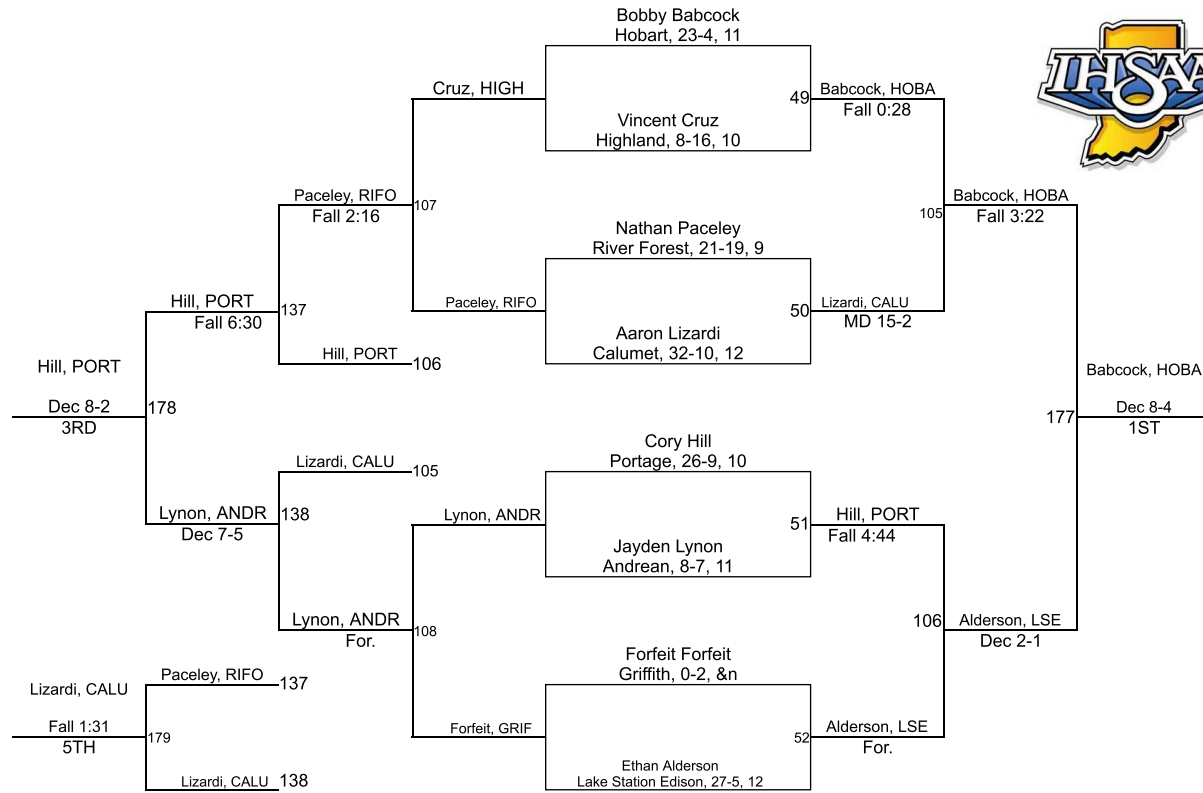 Bobby Babcock
Hobart, 23-4, 11
IHSAA
Cruz, HIGH
49
Babcock, HOBA
Fall 0:28
Vincent Cruz
Highland, 8-16, 10
Paceley, RIFO
Fall 2:16
107
105
Babcock, HOBA
Fall 3:22
Nathan Paceley
River Forest, 21-19, 9
Hill, PORT
Fall 6:30
137
Paceley, RIFO
50
Lizardi, CALU
MD 15-2
Aaron Lizardi
Calumet, 32-10, 12
Hill, PORT
106
Hill, PORT
Dec 8-2
3RD
178
Babcock, HOBA
177
Dec 8-4
1ST
Cory Hill
Portage, 26-9, 10
Lizardi, CALU
105
Lynon, ANDR
Dec 7-5
138
Lynon, ANDR
51
Hill, PORT
Fall 4:44
Jayden Lynon
Andrean, 8-7, 11
Lynon, ANDR
For.
108
106
Alderson, LSE
Dec 2-1
Forfeit Forfeit
Griffith, 0-2, &n
Paceley, RIFO
137
Lizardi, CALU
Fall 1:31
5TH
179
Forfeit, GRIF
52
Alderson, LSE
For.
Ethan Alderson
Lake Station Edison, 27-5, 12
Lizardi, CALU
138